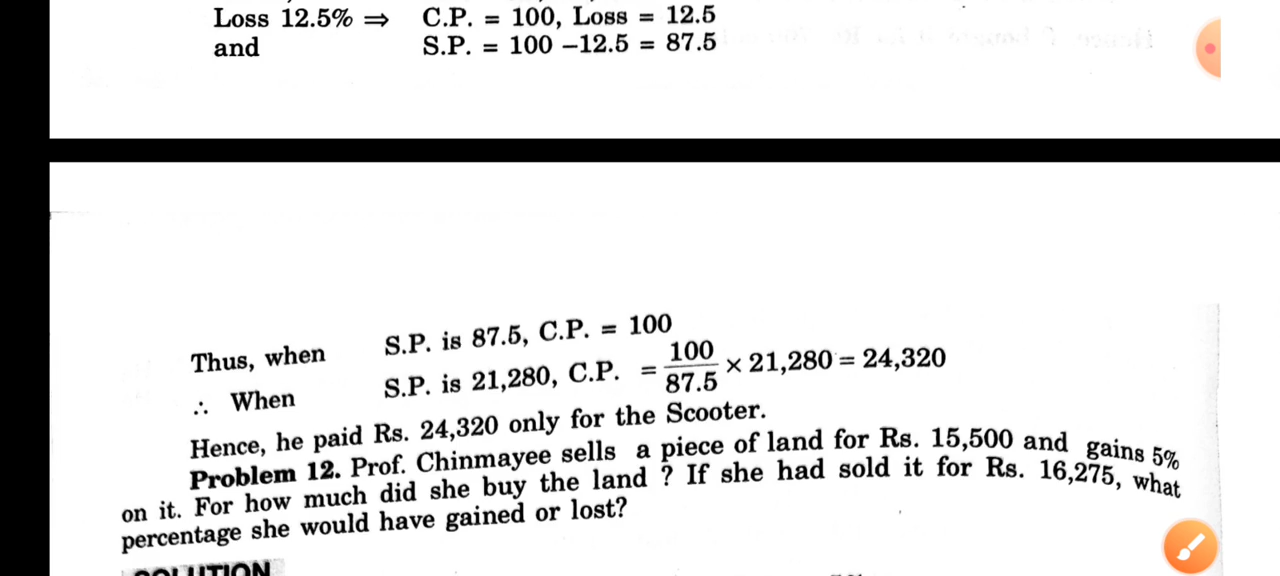 Loss 12.5% ⇒ C.P. = 100, Loss = 12.5
and S.P. = 100 –12.5 = 87.5
Thus, when S.P. is 87.5, C.P. = 100
∴ When S.P. is 21,280, C.P. = 100/87.5 × 21,280 = 24,320
Hence, he paid Rs. 24,320 only for the Scooter.
Problem 12. Prof. Chinmayee sells a piece of land for Rs. 15,500 and gains 5%
on it. For how much did she buy the land ? If she had sold it for Rs. 16,275, what
percentage she would have gained or lost?
SOLUTION